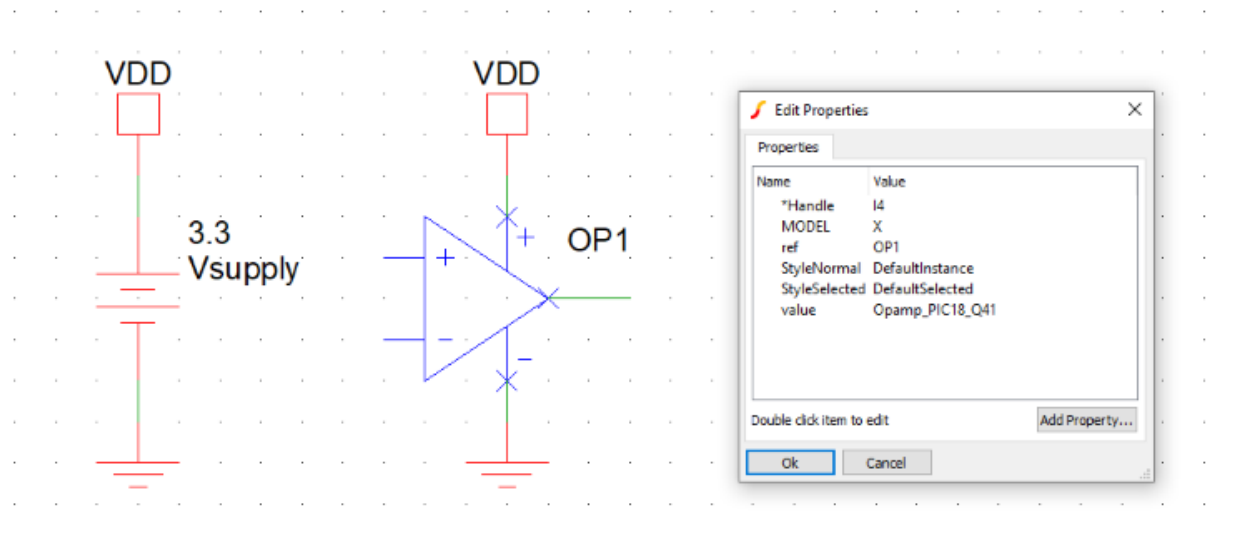 VDD
VDD
3.3
Vsupply
+
OP1
+
-
-
Edit Properties
Properties
Name Value
*Handle I4
MODEL X
ref OP1
StyleNormal DefaultInstance
StyleSelected DefaultSelected
value Opamp_PIC18_Q41
Double click item to edit
Add Property...
Ok
Cancel